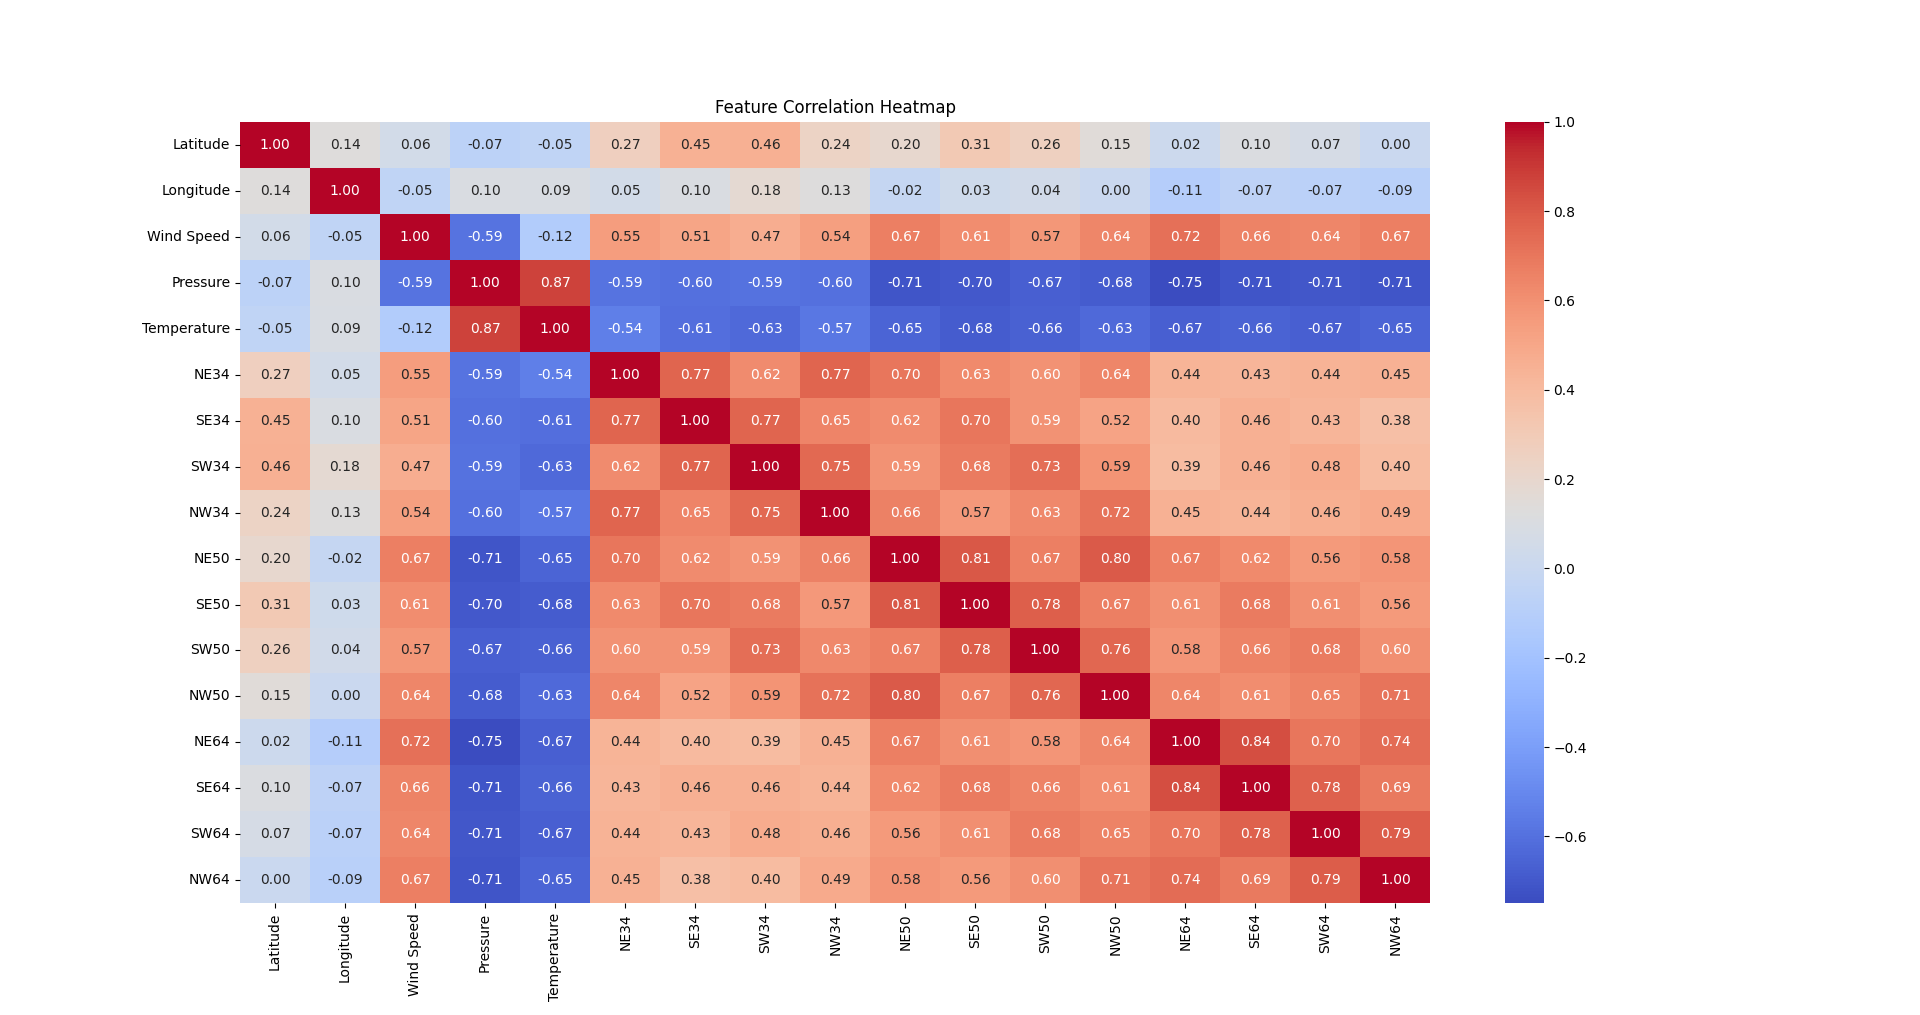 Feature Correlation Heatmap
Latitude 1.00 0.14 0.06 -0.07 -0.05 0.27 0.45 0.46 0.24 0.20 0.31 0.26 0.15 0.02 0.10 0.07 0.00
Longitude 0.14 1.00 -0.05 0.10 0.09 0.05 0.10 0.18 0.13 -0.02 0.03 0.04 0.00 -0.11 -0.07 -0.07 -0.09
Wind Speed 0.06 -0.05 1.00 -0.59 -0.12 0.55 0.51 0.47 0.54 0.67 0.61 0.57 0.64 0.72 0.66 0.64 0.67
Pressure -0.07 0.10 -0.59 1.00 0.87 -0.59 -0.60 -0.59 -0.60 -0.71 -0.70 -0.67 -0.68 -0.75 -0.71 -0.71 -0.71
Temperature -0.05 0.09 -0.12 0.87 1.00 -0.54 -0.61 -0.63 -0.57 -0.65 -0.68 -0.66 -0.63 -0.67 -0.66 -0.67 -0.65
NE34 0.27 0.05 0.55 -0.59 -0.54 1.00 0.77 0.62 0.77 0.70 0.63 0.60 0.64 0.44 0.43 0.44 0.45
SE34 0.45 0.10 0.51 -0.60 -0.61 0.77 1.00 0.77 0.65 0.62 0.70 0.59 0.52 0.40 0.46 0.43 0.38
SW34 0.46 0.18 0.47 -0.59 -0.63 0.62 0.77 1.00 0.75 0.59 0.68 0.73 0.59 0.39 0.46 0.48 0.40
NW34 0.24 0.13 0.54 -0.60 -0.57 0.77 0.65 0.75 1.00 0.66 0.57 0.63 0.72 0.45 0.44 0.46 0.49
NE50 0.20 -0.02 0.67 -0.71 -0.65 0.70 0.62 0.59 0.66 1.00 0.81 0.67 0.80 0.67 0.62 0.56 0.58
SE50 0.31 0.03 0.61 -0.70 -0.68 0.63 0.70 0.68 0.57 0.81 1.00 0.78 0.67 0.61 0.68 0.61 0.56
SW50 0.26 0.04 0.57 -0.67 -0.66 0.60 0.59 0.73 0.63 0.67 0.78 1.00 0.76 0.58 0.66 0.68 0.60
NW50 0.15 0.00 0.64 -0.68 -0.63 0.64 0.52 0.59 0.72 0.80 0.67 0.76 1.00 0.64 0.61 0.65 0.71
NE64 0.02 -0.11 0.72 -0.75 -0.67 0.44 0.40 0.39 0.45 0.67 0.61 0.58 0.64 1.00 0.84 0.70 0.74
SE64 0.10 -0.07 0.66 -0.71 -0.66 0.43 0.46 0.46 0.44 0.62 0.68 0.66 0.61 0.84 1.00 0.78 0.69
SW64 0.07 -0.07 0.64 -0.71 -0.67 0.44 0.43 0.48 0.46 0.56 0.61 0.68 0.65 0.70 0.78 1.00 0.79
NW64 0.00 -0.09 0.67 -0.71 -0.65 0.45 0.38 0.40 0.49 0.58 0.56 0.60 0.71 0.74 0.69 0.79 1.00
Latitude Longitude Wind Speed Pressure Temperature NE34 SE34 SW34 NW34 NE50 SE50 SW50 NW50 NE64 SE64 SW64 NW64
1.0
0.8
0.6
0.4
0.2
0.0
−0.2
−0.4
−0.6